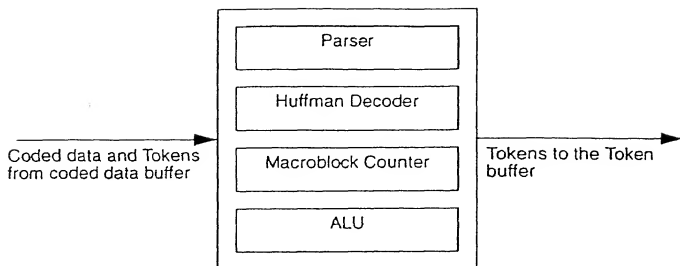 Parser
Huffman Decoder
Macroblock Counter
ALU
Coded data and Tokens
from coded data buffer
Tokens to the Token
buffer